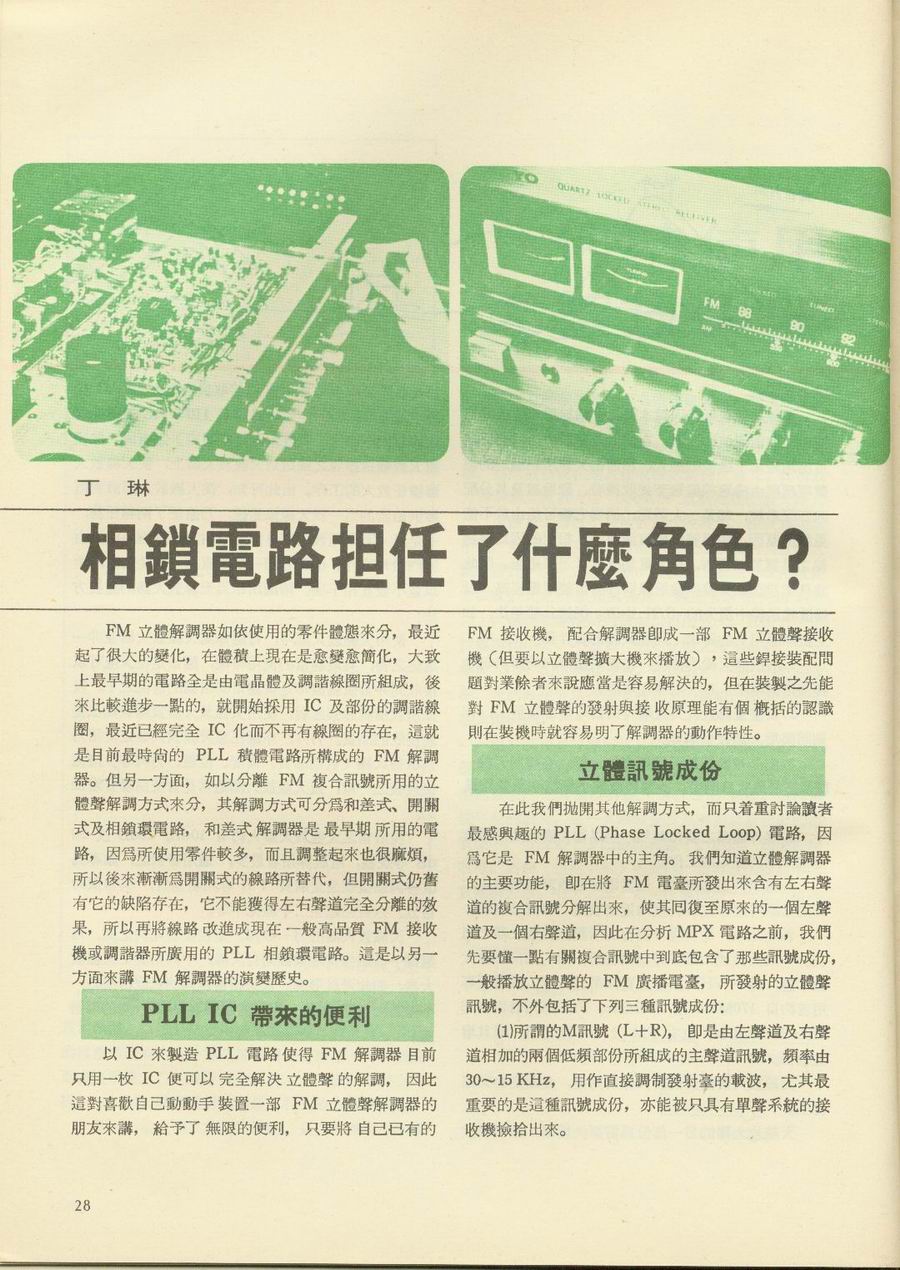 YO QUARTZ LOCKED STEREO RECEIVER
FM 88 90 92
AM 550 600
丁 琳
相鎖電路担任了什麼角色？
FM 立體解調器如依使用的零件體態來分，最近
起了很大的變化，在體積上現在是愈變愈簡化，大致
上最早期的電路全是由電晶體及調諧線圈所組成，後
來比較進步一點的，就開始採用 IC 及部份的調諧線
圈，最近已經完全 IC 化而不再有線圈的存在，這就
是目前最時尙的 PLL 積體電路所構成的 FM 解調
器。但另一方面， 如以分離 FM 複合訊號所用的立
體聲解調方式來分，其解調方式可分爲和差式、開關
式及相鎖環電路， 和差式解調器是最早期所用的電
路，因爲所使用零件較多，而且調整起來也很麻煩，
所以後來漸漸爲開關式的線路所替代，但開關式仍舊
有它的缺陷存在，它不能獲得左右聲道完全分離的效
果，所以再將線路改進成現在一般高品質 FM 接收
機或調諧器所廣用的 PLL 相鎖環電路。這是以另一
方面來講 FM 解調器的演變歷史。
PLL IC 帶來的便利
以 IC 來製造 PLL 電路使得 FM 解調器目前
只用一枚 IC 便可以完全解決立體聲的解調， 因此
這對喜歡自己動動手裝置一部 FM 立體聲解調器的
朋友來講， 給予了無限的便利， 只要將自己已有的
FM 接收機， 配合解調器卽成一部 FM 立體聲接收
機（但要以立體聲擴大機來播放），這些銲接裝配問
題對業餘者來說應當是容易解決的，但在裝製之先能
對 FM 立體聲的發射與接收原理能有個概括的認識
則在裝機時就容易明了解調器的動作特性。
立體訊號成份
在此我們拋開其他解調方式，而只着重討論讀者
最感興趣的 PLL (Phase Locked Loop) 電路，因
爲它是 FM 解調器中的主角。 我們知道立體解調器
的主要功能， 卽在將 FM 電臺所發出來含有左右聲
道的複合訊號分解出來，使其囘復至原來的一個左聲
道及一個右聲道，因此在分析 MPX 電路之前，我們
先要懂一點有關複合訊號中到底包含了那些訊號成份，
一般播放立體聲的 FM 廣播電臺， 所發射的立體聲
訊號，不外包括了下列三種訊號成份：
(1)所謂的M訊號 (L+R)， 卽是由左聲道及右聲
道相加的兩個低頻部份所組成的主聲道訊號，頻率由
30～15 KHz， 用作直接調制發射臺的載波， 尤其最
重要的是這種訊號成份，亦能被只具有單聲系統的接
收機撿拾出來。
28